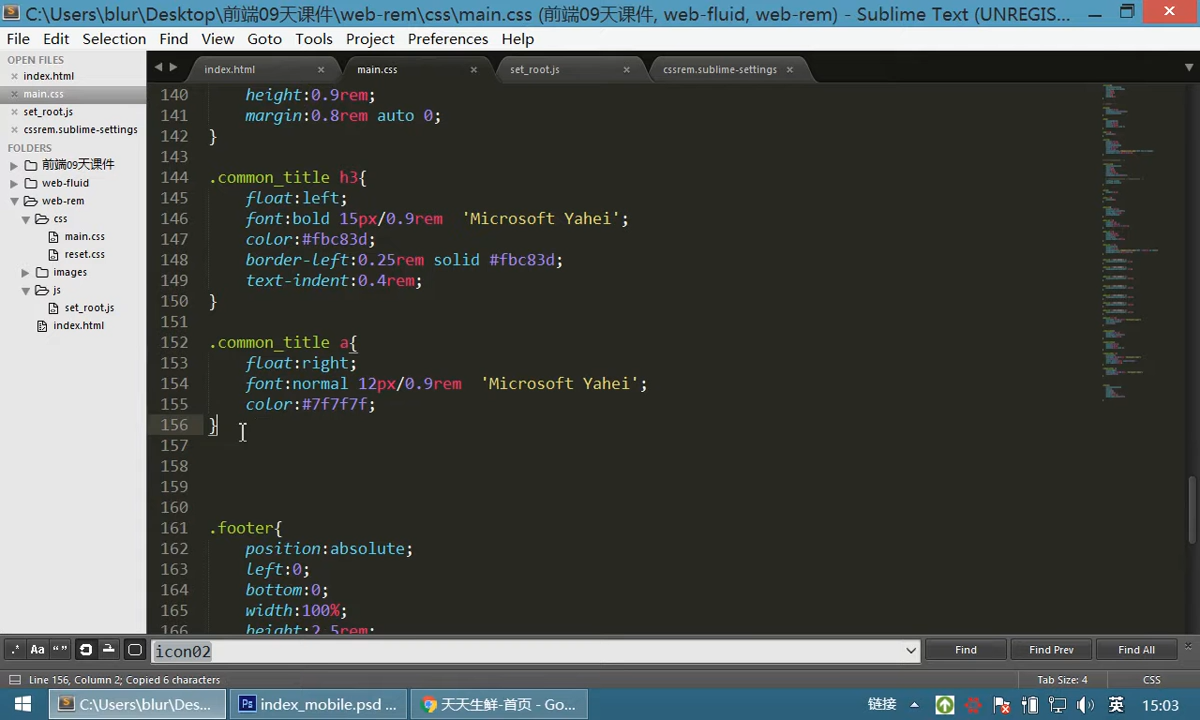 C:\Users\blur\Desktop\前端09天课件\web-rem\css\main.css (前端09天课件, web-fluid, web-rem) - Sublime Text (UNREGIS...
File Edit Selection Find View Goto Tools Project Preferences Help
OPEN FILES
index.html
main.css
set_root.js
cssrem.sublime-settings
FOLDERS
前端09天课件
web-fluid
web-rem
css
main.css
reset.css
images
js
set_root.js
index.html
index.html main.css set_root.js cssrem.sublime-settings
140 height:0.9rem;
141 margin:0.8rem auto 0;
142 }
143
144 .common_title h3{
145 float:left;
146 font:bold 15px/0.9rem 'Microsoft Yahei';
147 color:#fbc83d;
148 border-left:0.25rem solid #fbc83d;
149 text-indent:0.4rem;
150 }
151
152 .common_title a{
153 float:right;
154 font:normal 12px/0.9rem 'Microsoft Yahei';
155 color:#7f7f7f;
156 }
157
158
159
160
161 .footer{
162 position:absolute;
163 left:0;
164 bottom:0;
165 width:100%;
166 height:2.5rem;
.* Aa “” icon02 Find Find Prev Find All
Line 156, Column 2; Copied 6 characters Tab Size: 4 CSS
C:\Users\blur\Des... index_mobile.psd ... 天天生鲜-首页 - Go... 链接 英 15:03